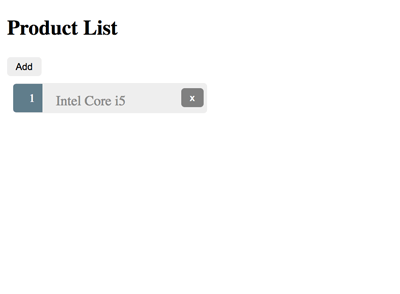 Product List
Add
1 Intel Core i5 x